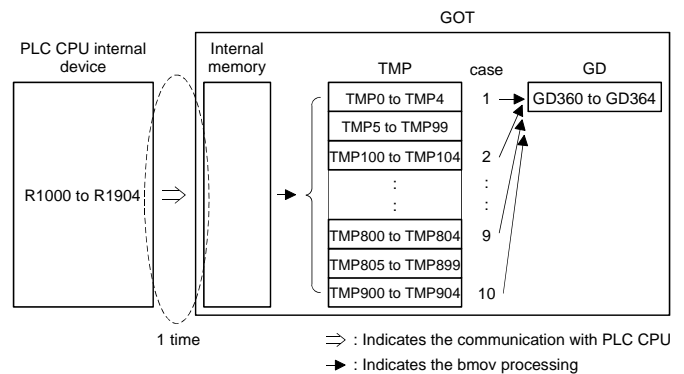 GOT
PLC CPU internal
device
Internal
memory
TMP
case
GD
R1000 to R1904
TMP0 to TMP4
1
GD360 to GD364
TMP5 to TMP99
TMP100 to TMP104
2
:
:
:
:
TMP800 to TMP804
9
TMP805 to TMP899
TMP900 to TMP904
10
1 time
: Indicates the communication with PLC CPU
: Indicates the bmov processing